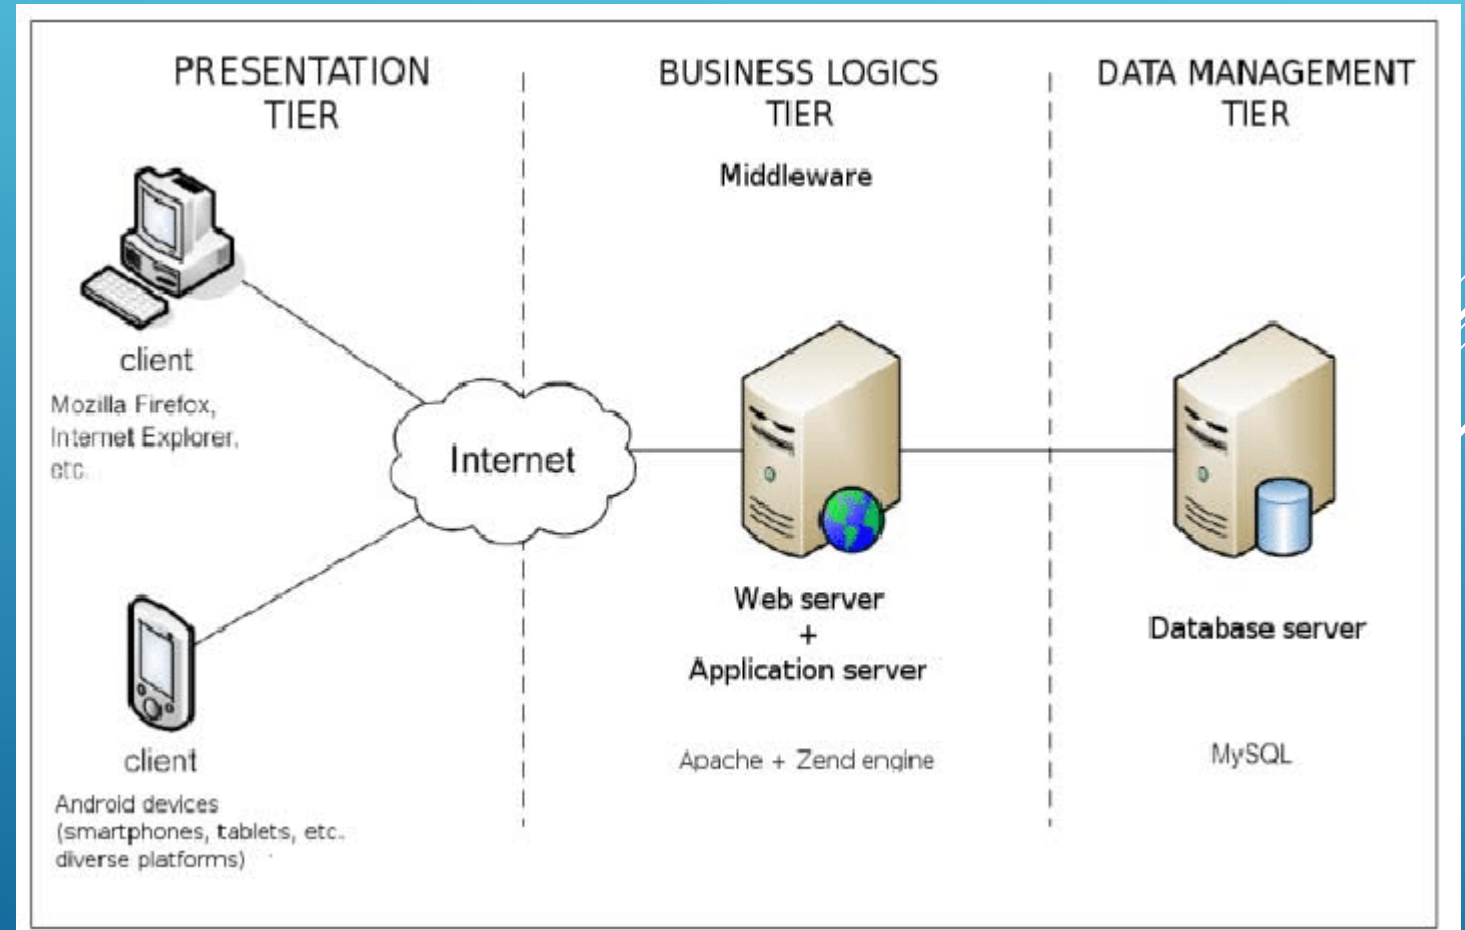 PRESENTATION
TIER
BUSINESS LOGICS
TIER
DATA MANAGEMENT
TIER
Middleware
client
Mozilla Firefox,
Internet Explorer,
etc.
Internet
Web server
+
Application server
Database server
client
Apache + Zend engine
MySQL
Android devices
(smartphones, tablets, etc..
diverse platforms)